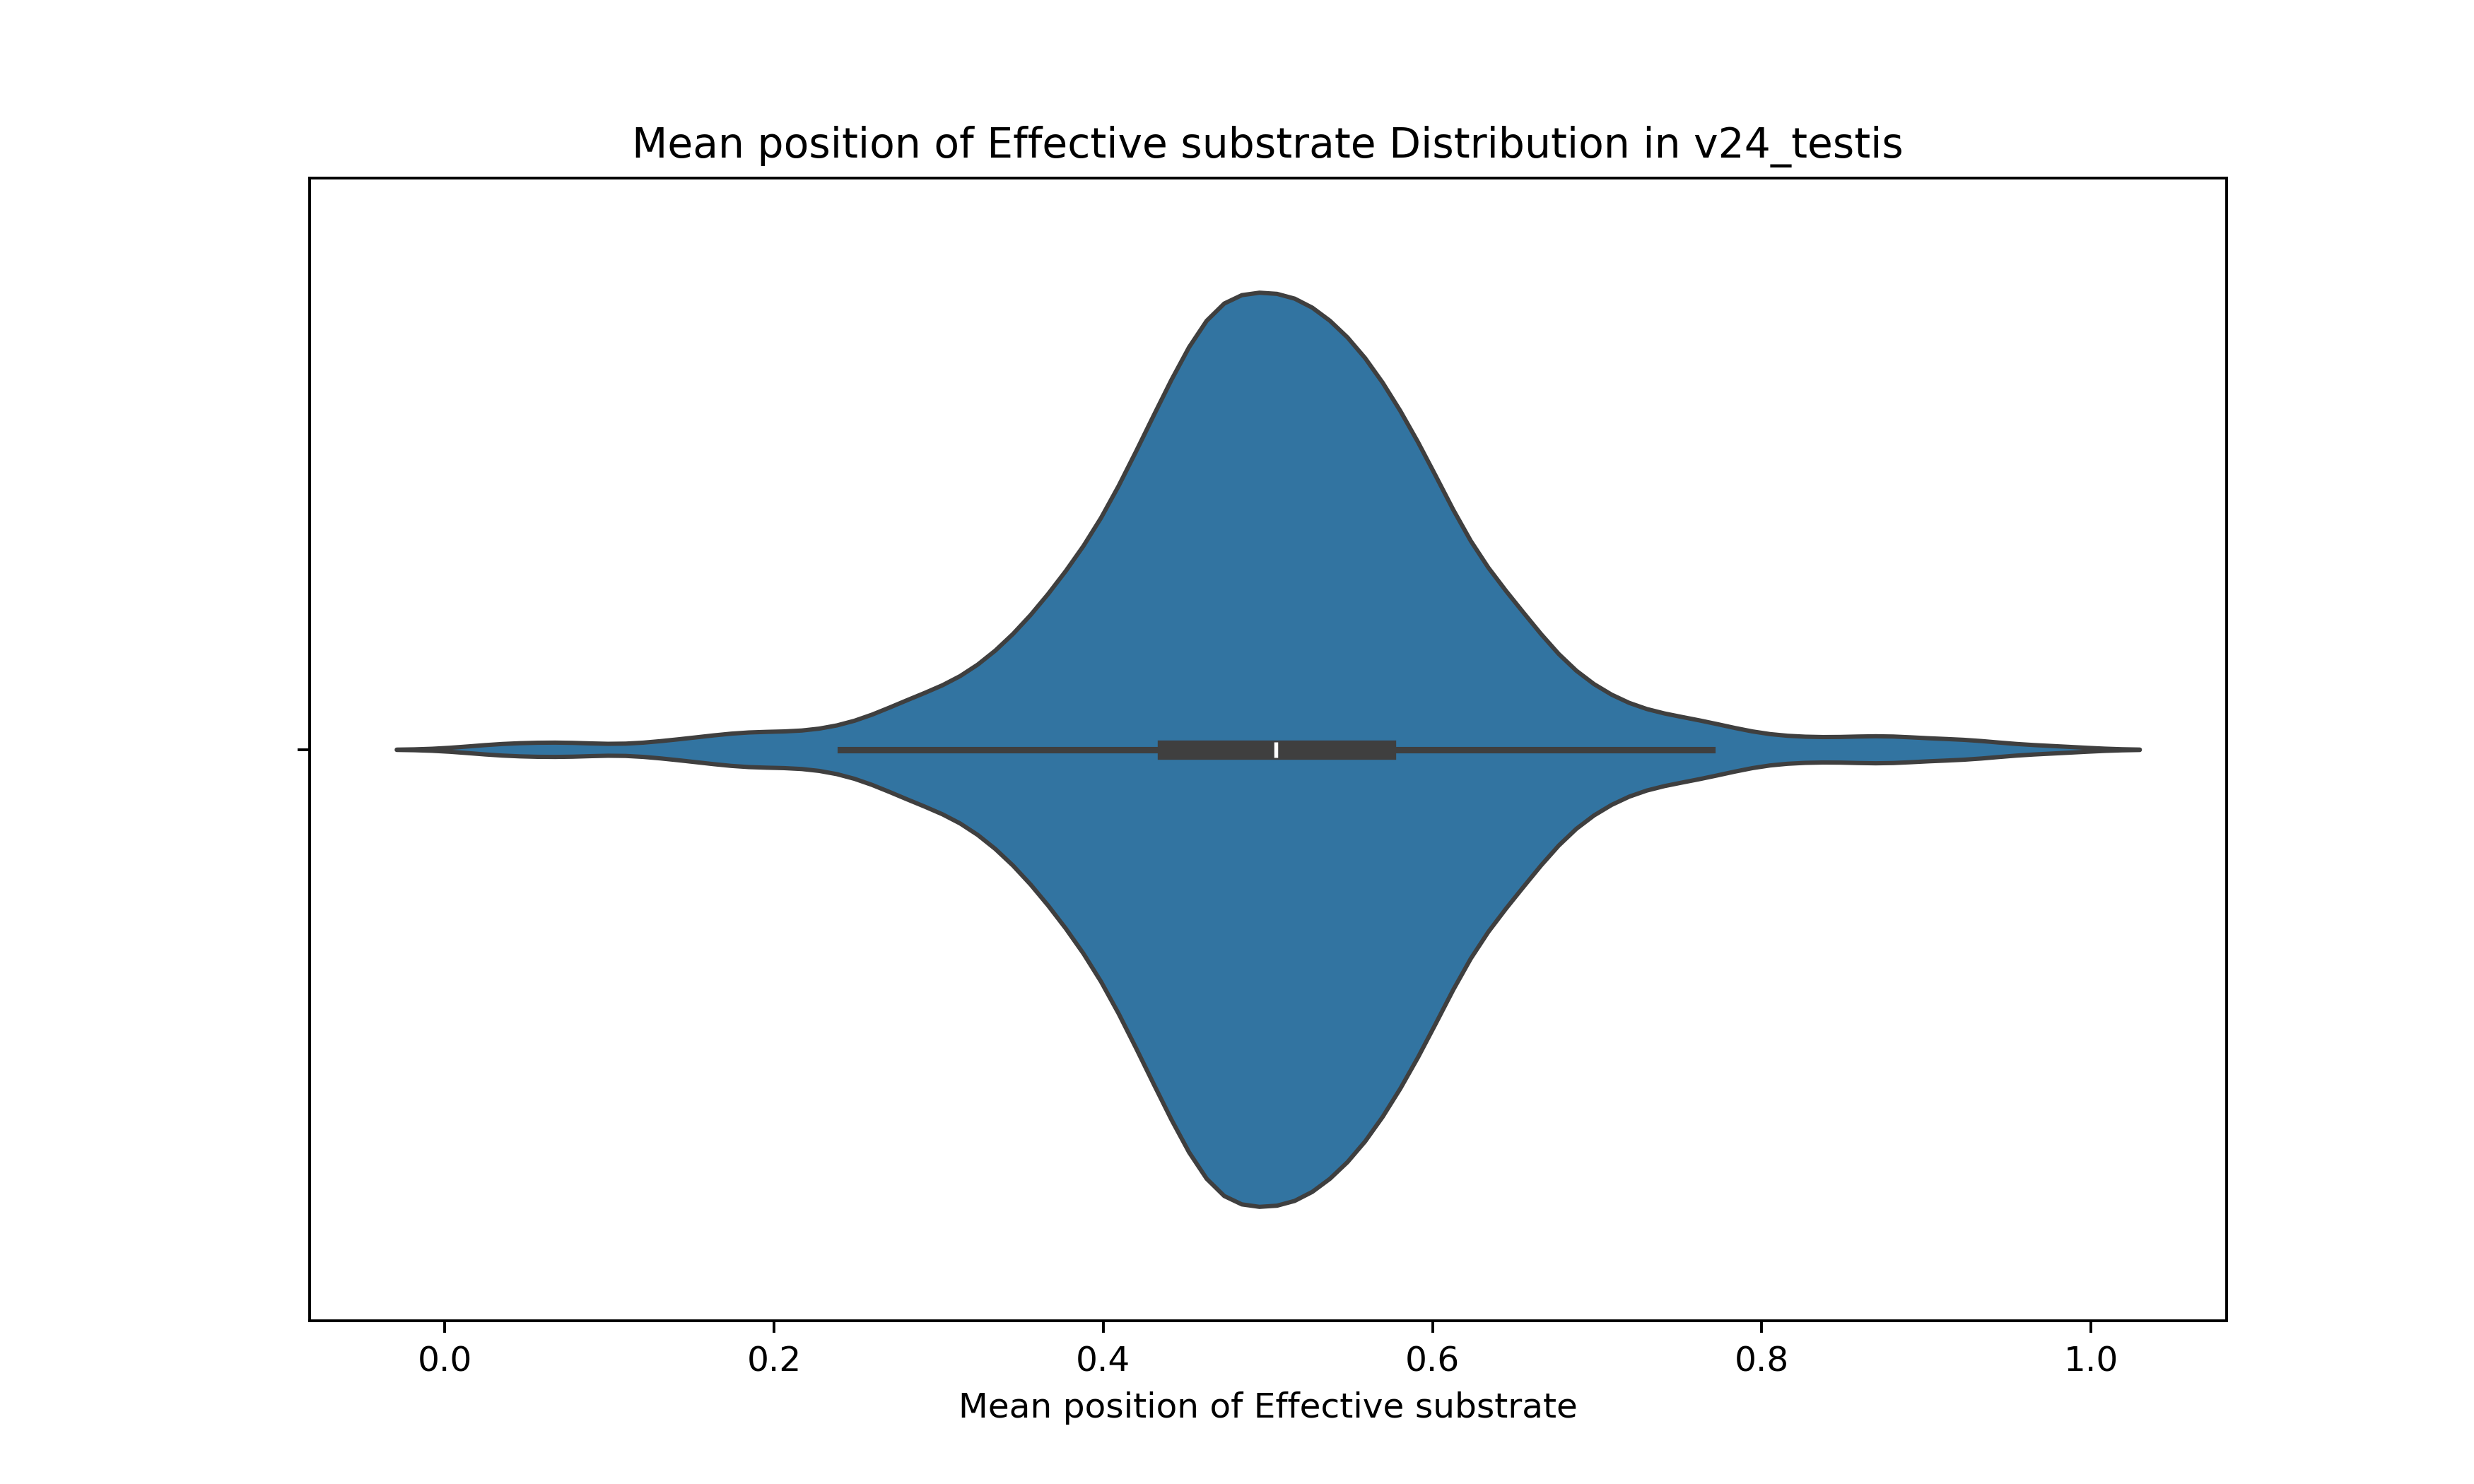 Mean position of Effective substrate Distribution in v24_testis
0.0 0.2 0.4 0.6 0.8 1.0
Mean position of Effective substrate